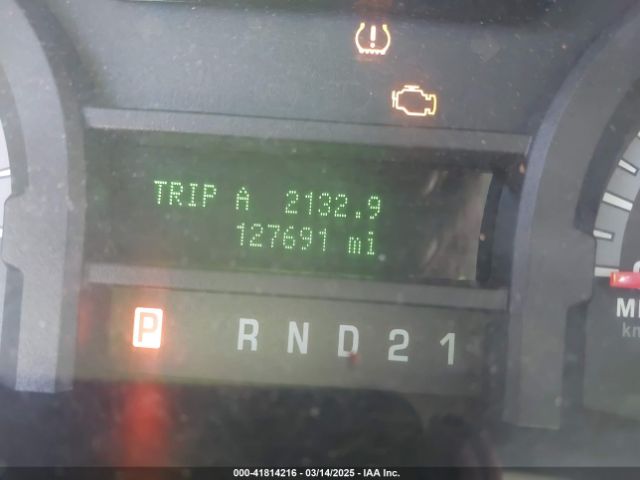 TRIP A 2132.9
127691 mi
P R N D 2 1
000-41814216 - 03/14/2025 - IAA Inc.